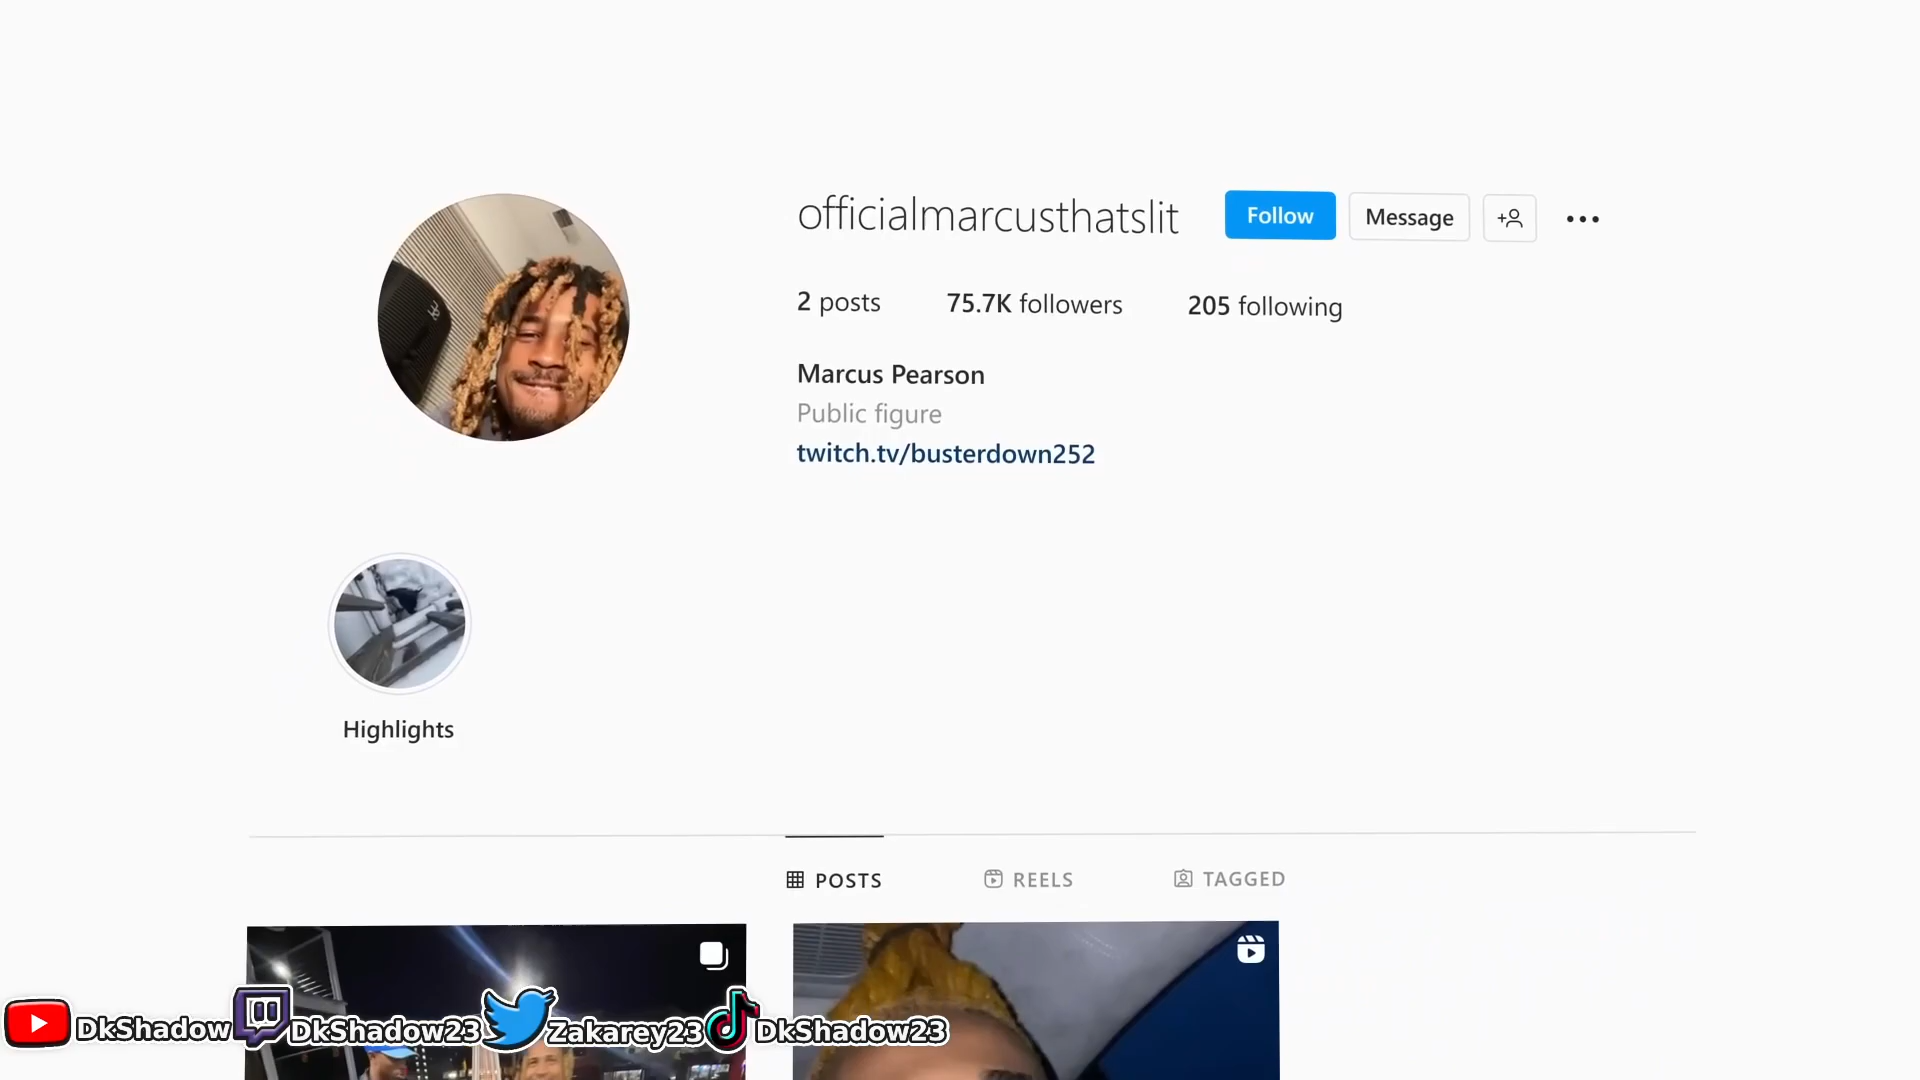 officialmarcusthatslit Follow Message
2 posts 75.7K followers 205 following
Marcus Pearson
Public figure
twitch.tv/busterdown252
Highlights
POSTS REELS TAGGED
DkShadow DkShadow23 Zakarey23 DkShadow23